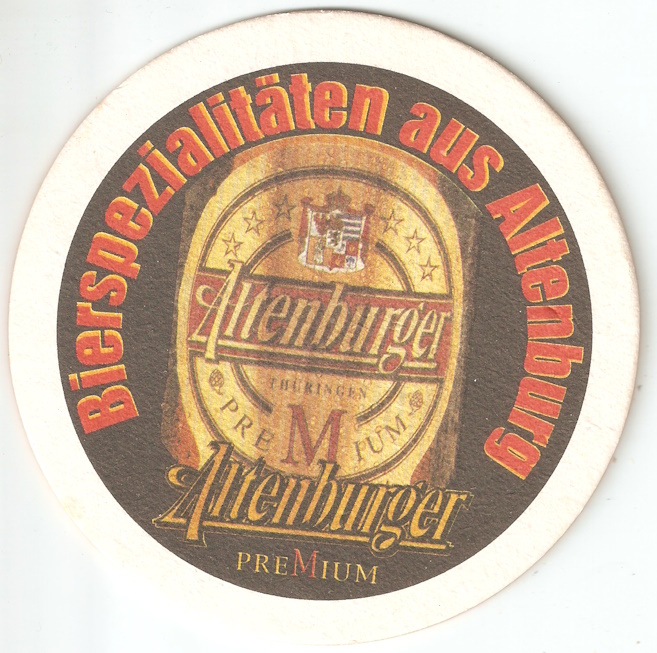 Bierspezialitäten aus Altenburg
Altenburger
THÜRINGEN
PREMIUM
Altenburger
PREMIUM